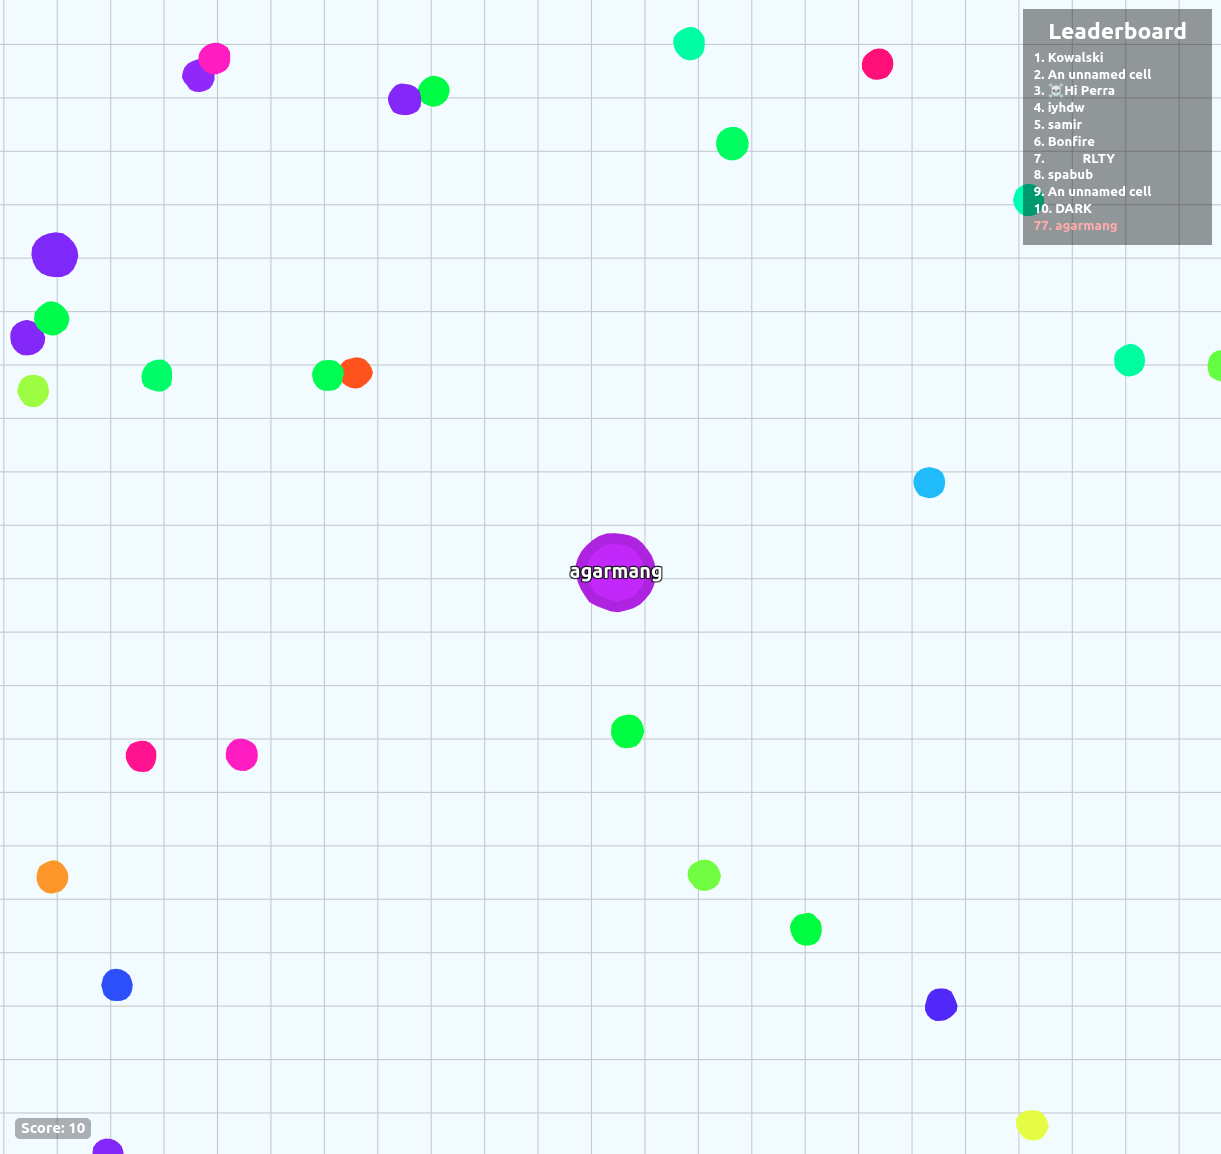 Leaderboard
1. Kowalski
2. An unnamed cell
3. ☠️Hi Perra
4. iyhdw
5. samir
6. Bonfire
7. RLTY
8. spabub
9. An unnamed cell
10. DARK
77. agarmang
agarmang
Score: 10